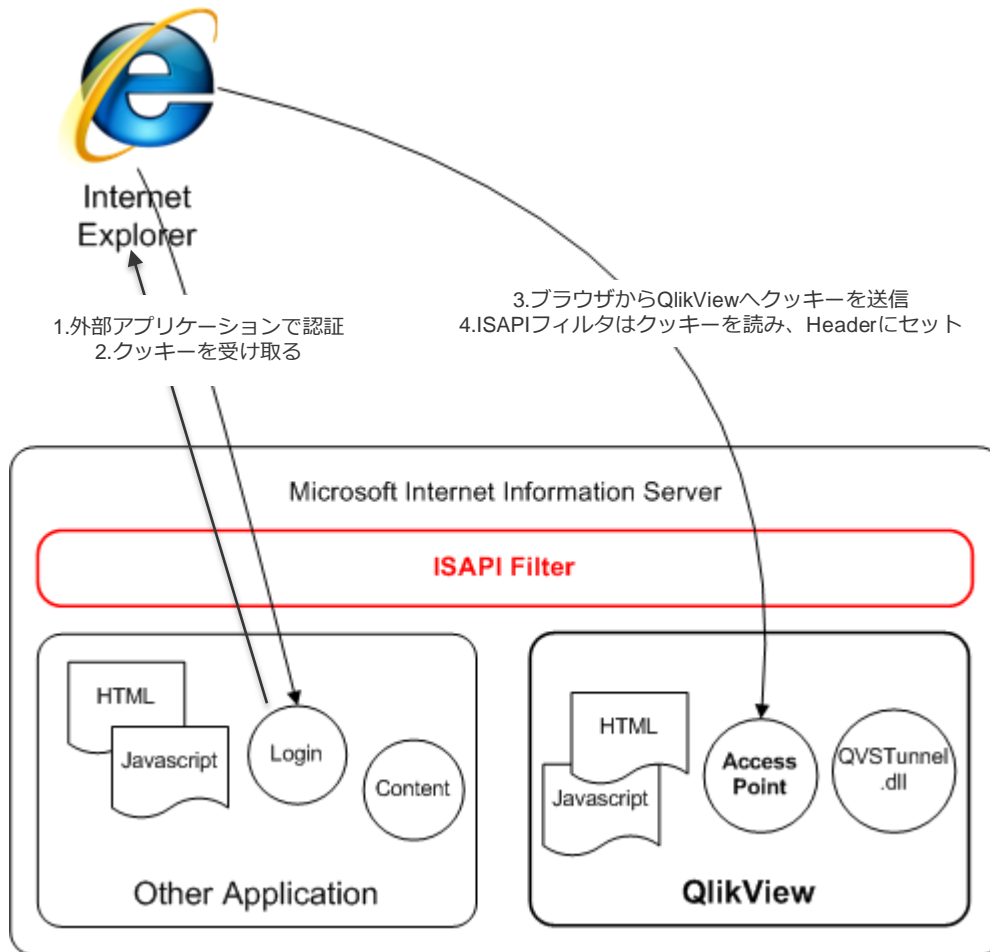 Internet
Explorer
1.外部アプリケーションで認証
2.クッキーを受け取る
3.ブラウザからQlikViewへクッキーを送信
4.ISAPIフィルタはクッキーを読み、Headerにセット
Microsoft Internet Information Server
ISAPI Filter
HTML
Javascript
Login
Content
Other Application
HTML
Javascript
Access
Point
QVSTunnel
.dll
QlikView